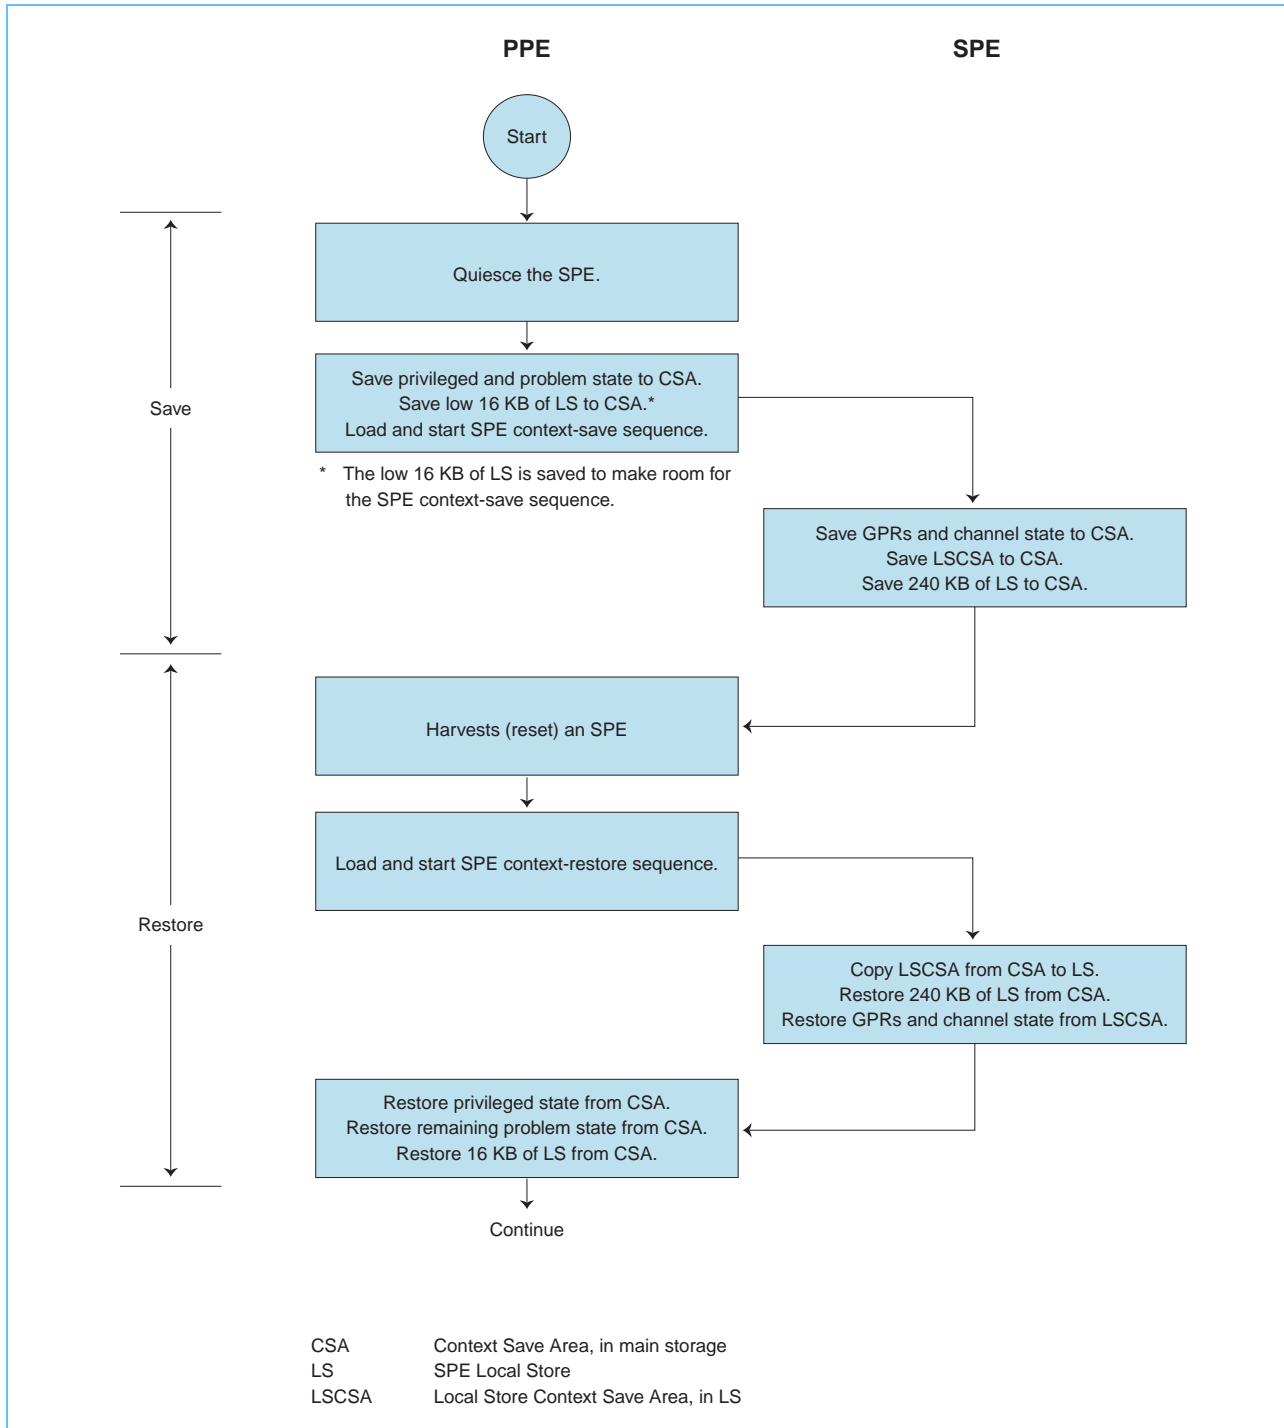 PPE
SPE
Start
Quiesce the SPE.
Save privileged and problem state to CSA.
Save low 16 KB of LS to CSA.*
Load and start SPE context-save sequence.
Save
* The low 16 KB of LS is saved to make room for
the SPE context-save sequence.
Save GPRs and channel state to CSA.
Save LSCSA to CSA.
Save 240 KB of LS to CSA.
Harvests (reset) an SPE
Load and start SPE context-restore sequence.
Restore
Copy LSCSA from CSA to LS.
Restore 240 KB of LS from CSA.
Restore GPRs and channel state from LSCSA.
Restore privileged state from CSA.
Restore remaining problem state from CSA.
Restore 16 KB of LS from CSA.
Continue
CSA Context Save Area, in main storage
LS SPE Local Store
LSCSA Local Store Context Save Area, in LS